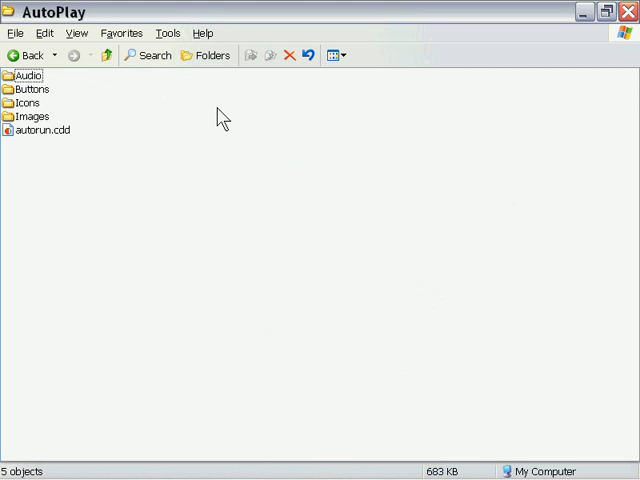 AutoPlay
File Edit View Favorites Tools Help
Back Search Folders
Audio
Buttons
Icons
Images
autorun.cdd
5 objects 683 KB My Computer